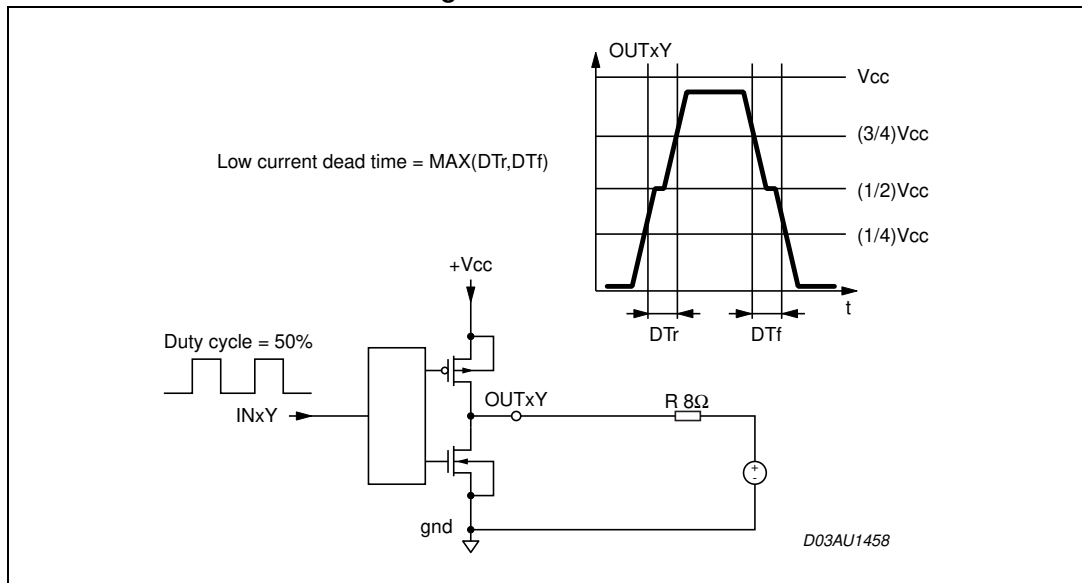 OUTxY
Vcc
(3/4)Vcc
Low current dead time = MAX(DTr,DTf)
(1/2)Vcc
(1/4)Vcc
+Vcc
t
DTr
DTf
Duty cycle = 50%
OUTxY
R 8Ω
INxY
+
-
gnd
D03AU1458